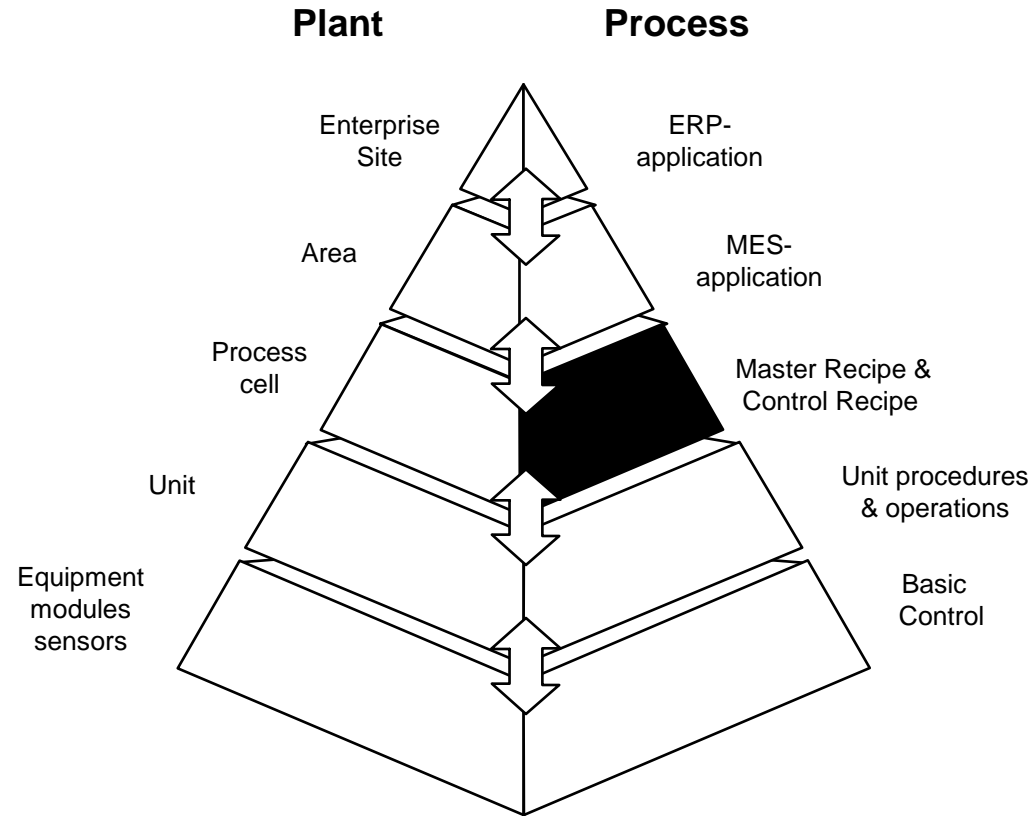 Plant
Process
Enterprise
Site
ERP-
application
Area
MES-
application
Process
cell
Master Recipe &
Control Recipe
Unit
Unit procedures
& operations
Equipment
modules
sensors
Basic
Control